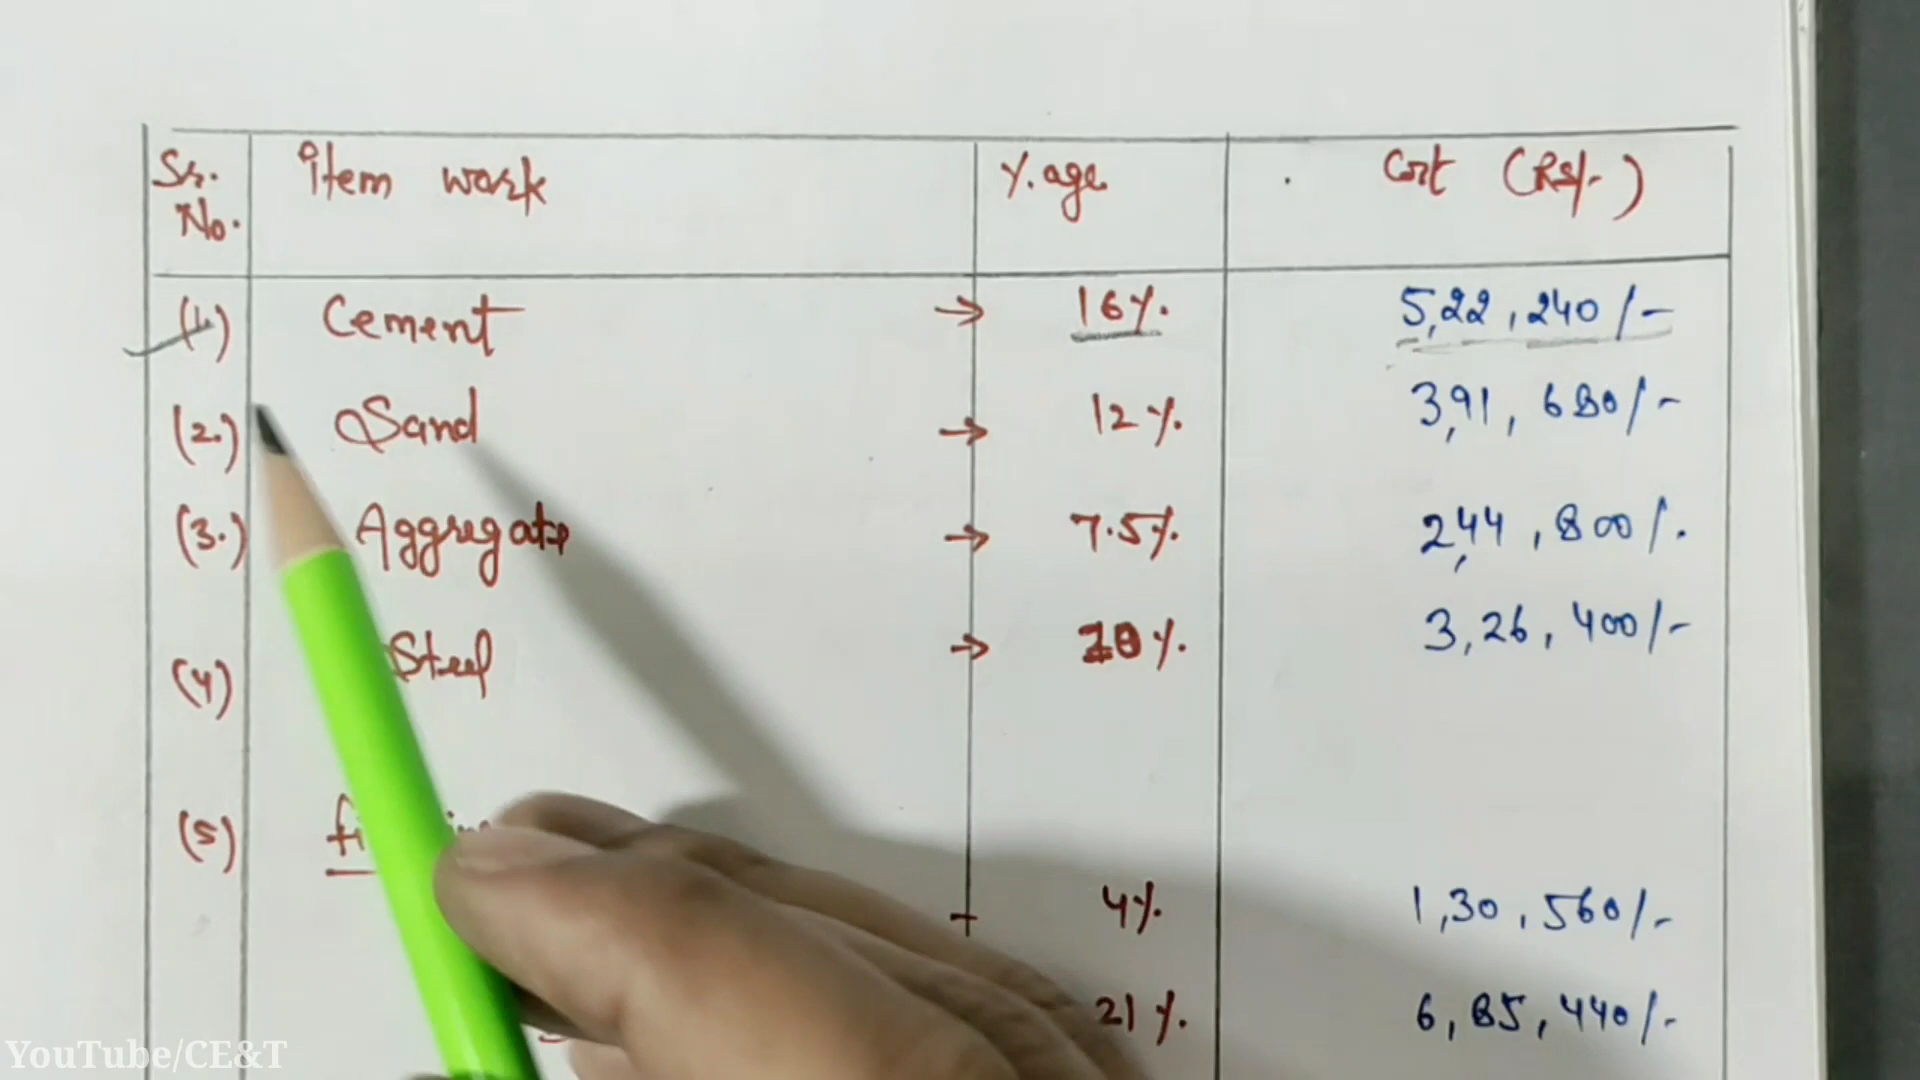 Sr. No. item work %.age Cost (Rs/-)
(1) Cement → 16%. 5,22,240/-
(2.) Sand → 12%. 3,91,680/-
(3.) Aggregate → 7.5%. 2,44,800/.
(4) Steel → 10%. 3,26,400/-
(5)
4%. 1,30,560/-
21%. 6,85,440/-
YouTube/CE&T